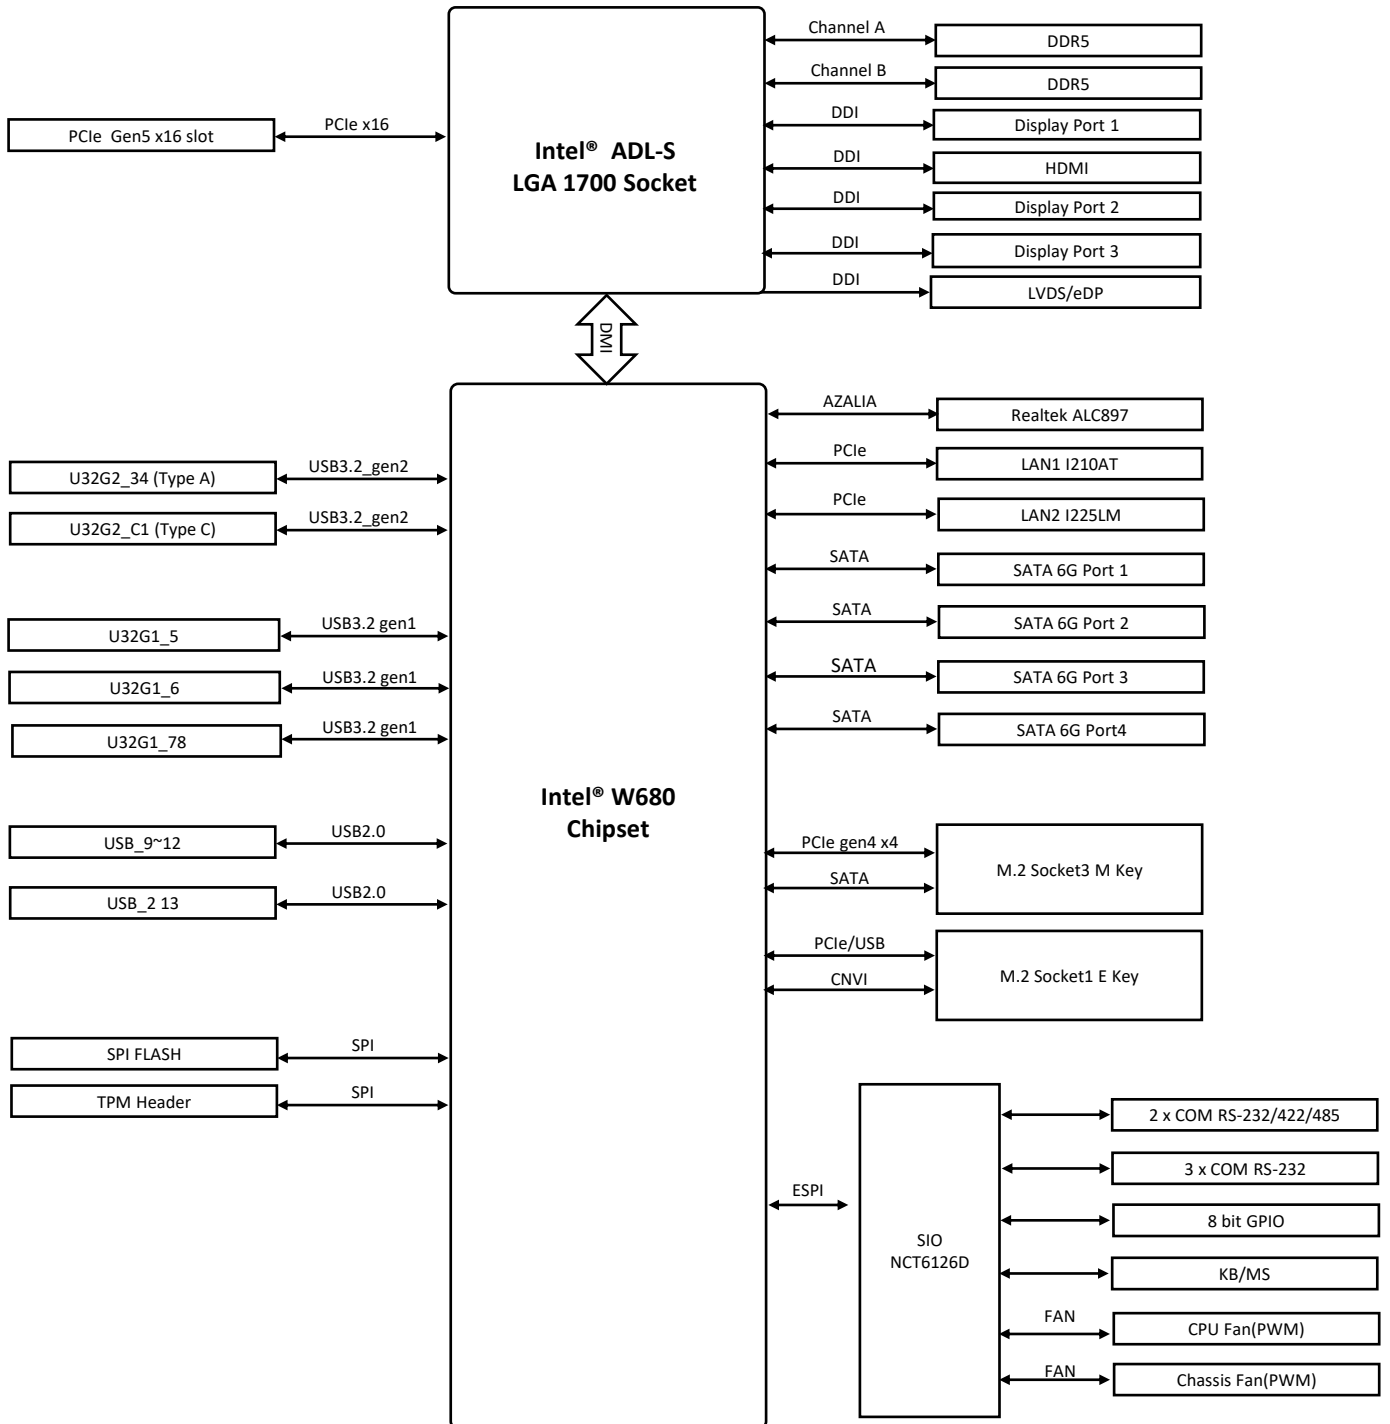 Channel A
DDR5
Channel B
DDR5
PCIe Gen5 x16 slot
PCIe x16
Intel® ADL-S
LGA 1700 Socket
DDI
Display Port 1
DDI
HDMI
DDI
Display Port 2
DDI
Display Port 3
DDI
LVDS/eDP
DMI
AZALIA
Realtek ALC897
U32G2_34 (Type A)
USB3.2_gen2
PCIe
LAN1 I210AT
U32G2_C1 (Type C)
USB3.2_gen2
PCIe
LAN2 I225LM
SATA
SATA 6G Port 1
U32G1_5
USB3.2 gen1
SATA
SATA 6G Port 2
U32G1_6
USB3.2 gen1
SATA
SATA 6G Port 3
U32G1_78
USB3.2 gen1
SATA
SATA 6G Port4
Intel® W680
Chipset
USB_9~12
USB2.0
PCIe gen4 x4
SATA
M.2 Socket3 M Key
USB_2 13
USB2.0
PCIe/USB
CNVI
M.2 Socket1 E Key
SPI FLASH
SPI
TPM Header
SPI
ESPI
SIO
NCT6126D
2 x COM RS-232/422/485
3 x COM RS-232
8 bit GPIO
KB/MS
FAN
CPU Fan(PWM)
FAN
Chassis Fan(PWM)